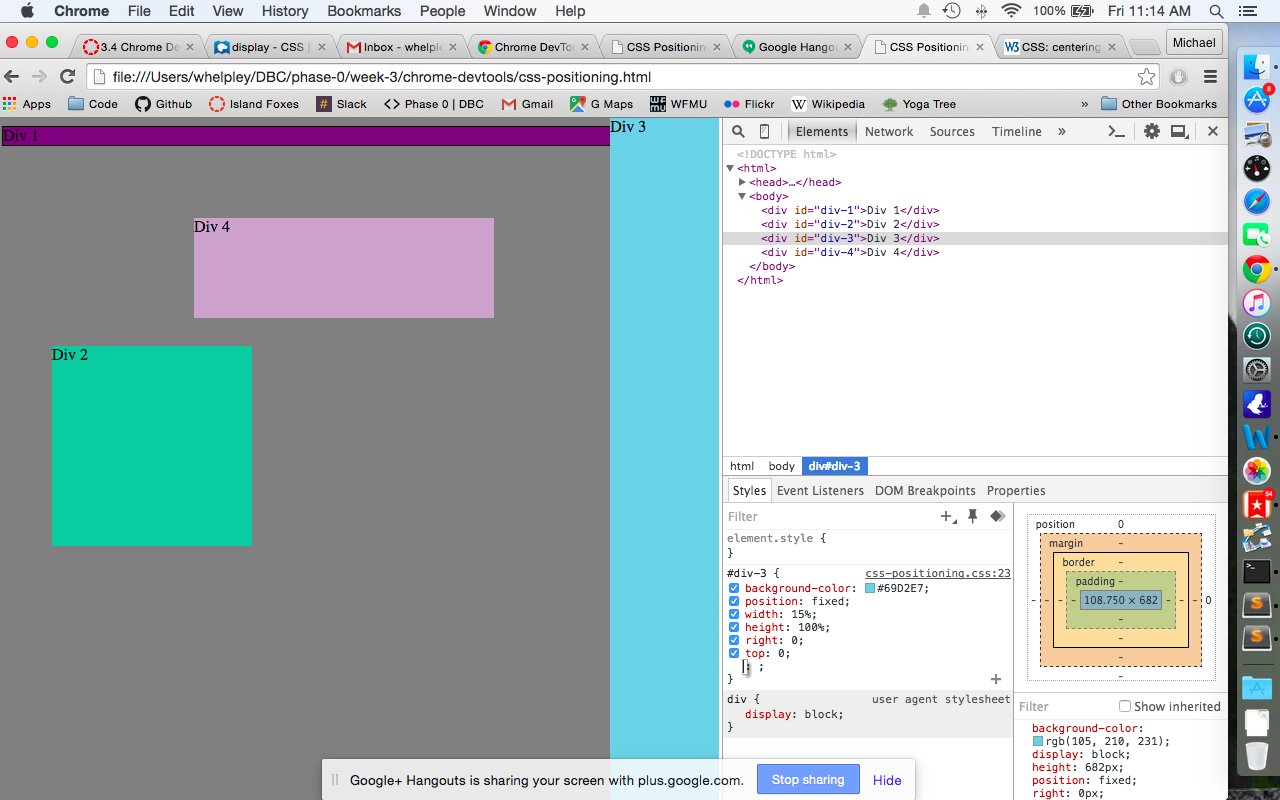 Chrome File Edit View History Bookmarks People Window Help 100% Fri 11:14 AM
3.4 Chrome De display - CSS | Inbox - whelple Chrome DevToo CSS Positionin Google Hangou CSS Positionin W3 CSS: centering Michael
file:///Users/whelpley/DBC/phase-0/week-3/chrome-devtools/css-positioning.html
Apps Code Github Island Foxes # Slack <> Phase 0 | DBC Gmail G Maps WFMU Flickr W Wikipedia Yoga Tree » Other Bookmarks
Div 1
Div 3
Div 4
Div 2
Elements Network Sources Timeline »
<!DOCTYPE html>
▼<html>
▶<head>…</head>
▼<body>
<div id="div-1">Div 1</div>
<div id="div-2">Div 2</div>
<div id="div-3">Div 3</div>
<div id="div-4">Div 4</div>
</body>
</html>
html body div#div-3
Styles Event Listeners DOM Breakpoints Properties
Filter
element.style {
}
#div-3 { css-positioning.css:23
background-color: #69D2E7;
position: fixed;
width: 15%;
height: 100%;
right: 0;
top: 0;
: ;
}
div { user agent stylesheet
display: block;
}
position 0
margin -
border -
padding -
- - - - 108.750 × 682 - - - 0
-
-
-
-
Filter Show inherited
background-color:
rgb(105, 210, 231);
display: block;
height: 682px;
position: fixed;
right: 0px;
Google+ Hangouts is sharing your screen with plus.google.com. Stop sharing Hide
8
54